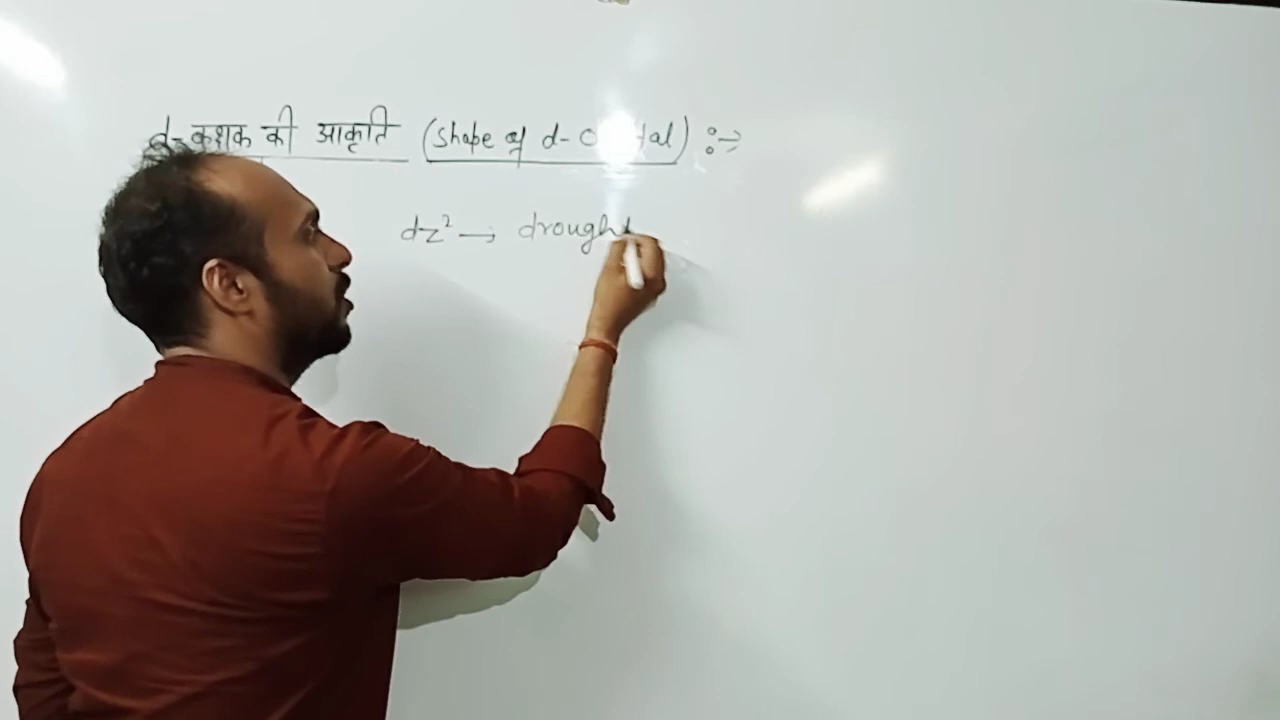 d-कक्षक की आकृति (Shape of d- Orbital) :→
dz² → drought